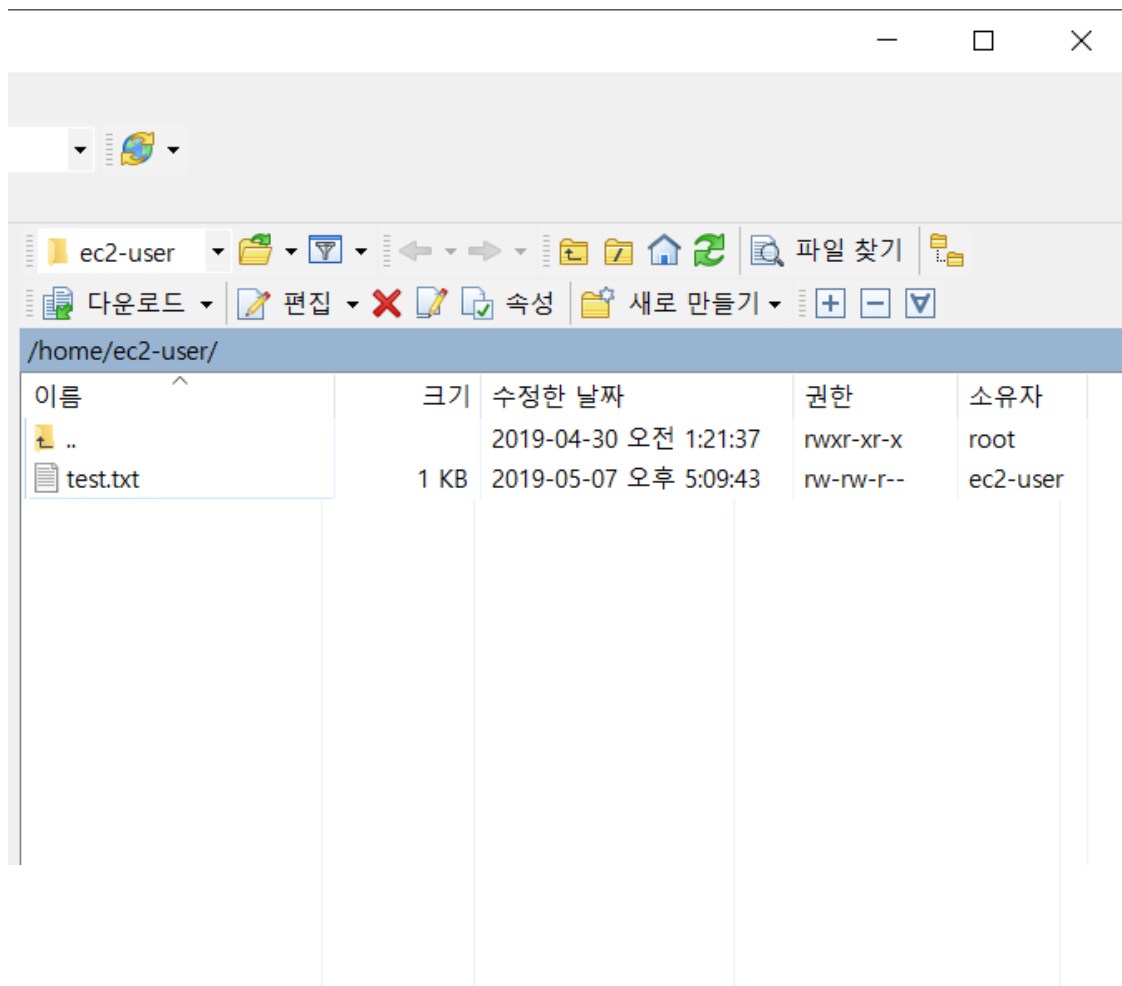 ec2-user 파일 찾기
다운로드 편집 속성 새로 만들기
/home/ec2-user/
이름 크기 수정한 날짜 권한 소유자
.. 2019-04-30 오전 1:21:37 rwxr-xr-x root
test.txt 1 KB 2019-05-07 오후 5:09:43 rw-rw-r-- ec2-user